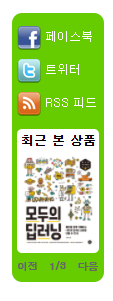 페이스북
트위터
RSS 피드
최근 본 상품
모두의
딥러닝
이전 1/3 다음